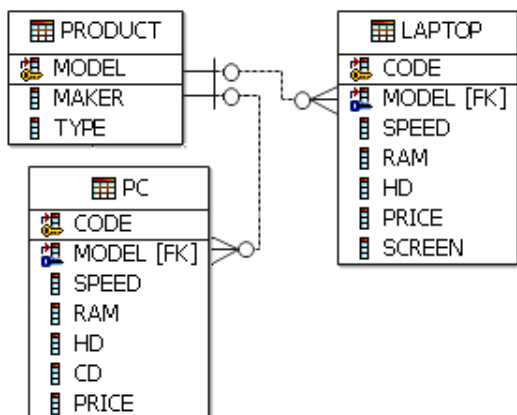 PRODUCT
MODEL
MAKER
TYPE
LAPTOP
CODE
MODEL [FK]
SPEED
RAM
HD
PRICE
SCREEN
PC
CODE
MODEL [FK]
SPEED
RAM
HD
CD
PRICE